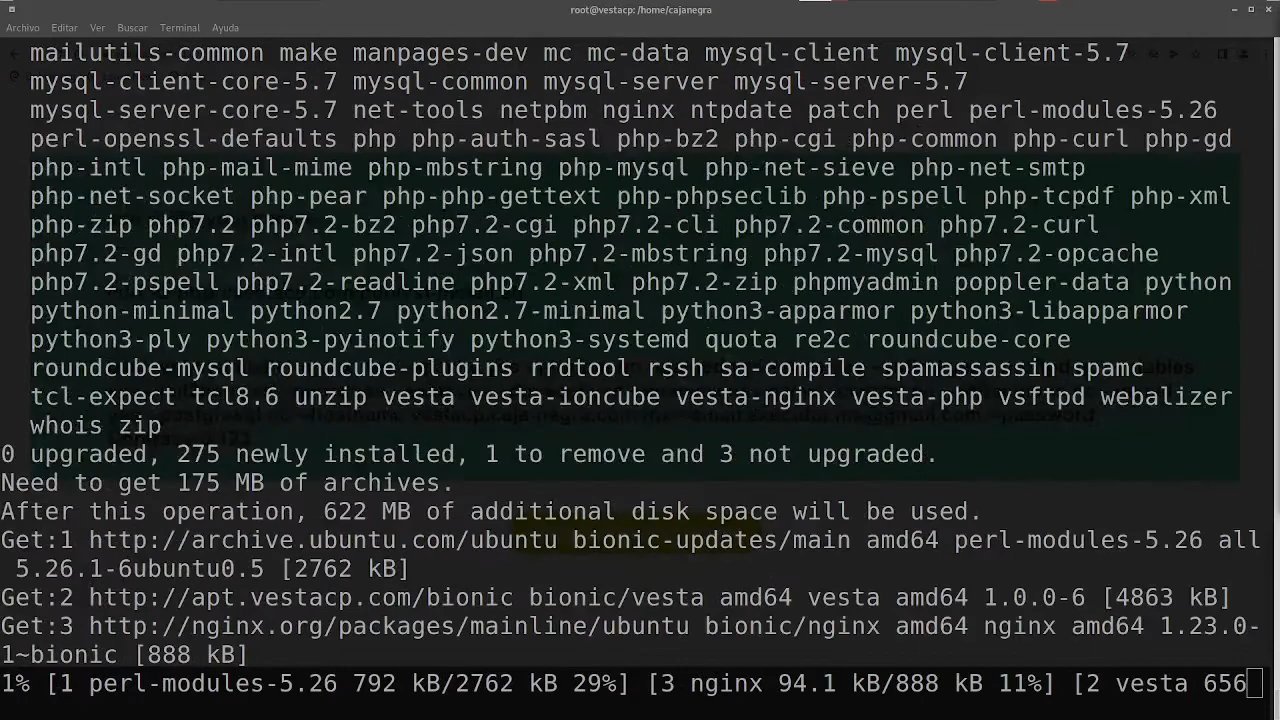 root@vestacp: /home/cajanegra
Archivo Editar Ver Buscar Terminal Ayuda
mailutils-common make manpages-dev mc mc-data mysql-client mysql-client-5.7
mysql-client-core-5.7 mysql-common mysql-server mysql-server-5.7
mysql-server-core-5.7 net-tools netpbm nginx ntpdate patch perl perl-modules-5.26
perl-openssl-defaults php php-auth-sasl php-bz2 php-cgi php-common php-curl php-gd
php-intl php-mail-mime php-mbstring php-mysql php-net-sieve php-net-smtp
php-net-socket php-pear php-php-gettext php-phpseclib php-pspell php-tcpdf php-xml
php-zip php7.2 php7.2-bz2 php7.2-cgi php7.2-cli php7.2-common php7.2-curl
php7.2-gd php7.2-intl php7.2-json php7.2-mbstring php7.2-mysql php7.2-opcache
php7.2-pspell php7.2-readline php7.2-xml php7.2-zip phpmyadmin poppler-data python
python-minimal python2.7 python2.7-minimal python3-apparmor python3-libapparmor
python3-ply python3-pyinotify python3-systemd quota re2c roundcube-core
roundcube-mysql roundcube-plugins rrdtool rssh sa-compile spamassassin spamc
tcl-expect tcl8.6 unzip vesta vesta-ioncube vesta-nginx vesta-php vsftpd webalizer
whois zip
0 upgraded, 275 newly installed, 1 to remove and 3 not upgraded.
Need to get 175 MB of archives.
After this operation, 622 MB of additional disk space will be used.
Get:1 http://archive.ubuntu.com/ubuntu bionic-updates/main amd64 perl-modules-5.26 all
5.26.1-6ubuntu0.5 [2762 kB]
Get:2 http://apt.vestacp.com/bionic bionic/vesta amd64 vesta amd64 1.0.0-6 [4863 kB]
Get:3 http://nginx.org/packages/mainline/ubuntu bionic/nginx amd64 nginx amd64 1.23.0-
1~bionic [888 kB]
1% [1 perl-modules-5.26 792 kB/2762 kB 29%] [3 nginx 94.1 kB/888 kB 11%] [2 vesta 656